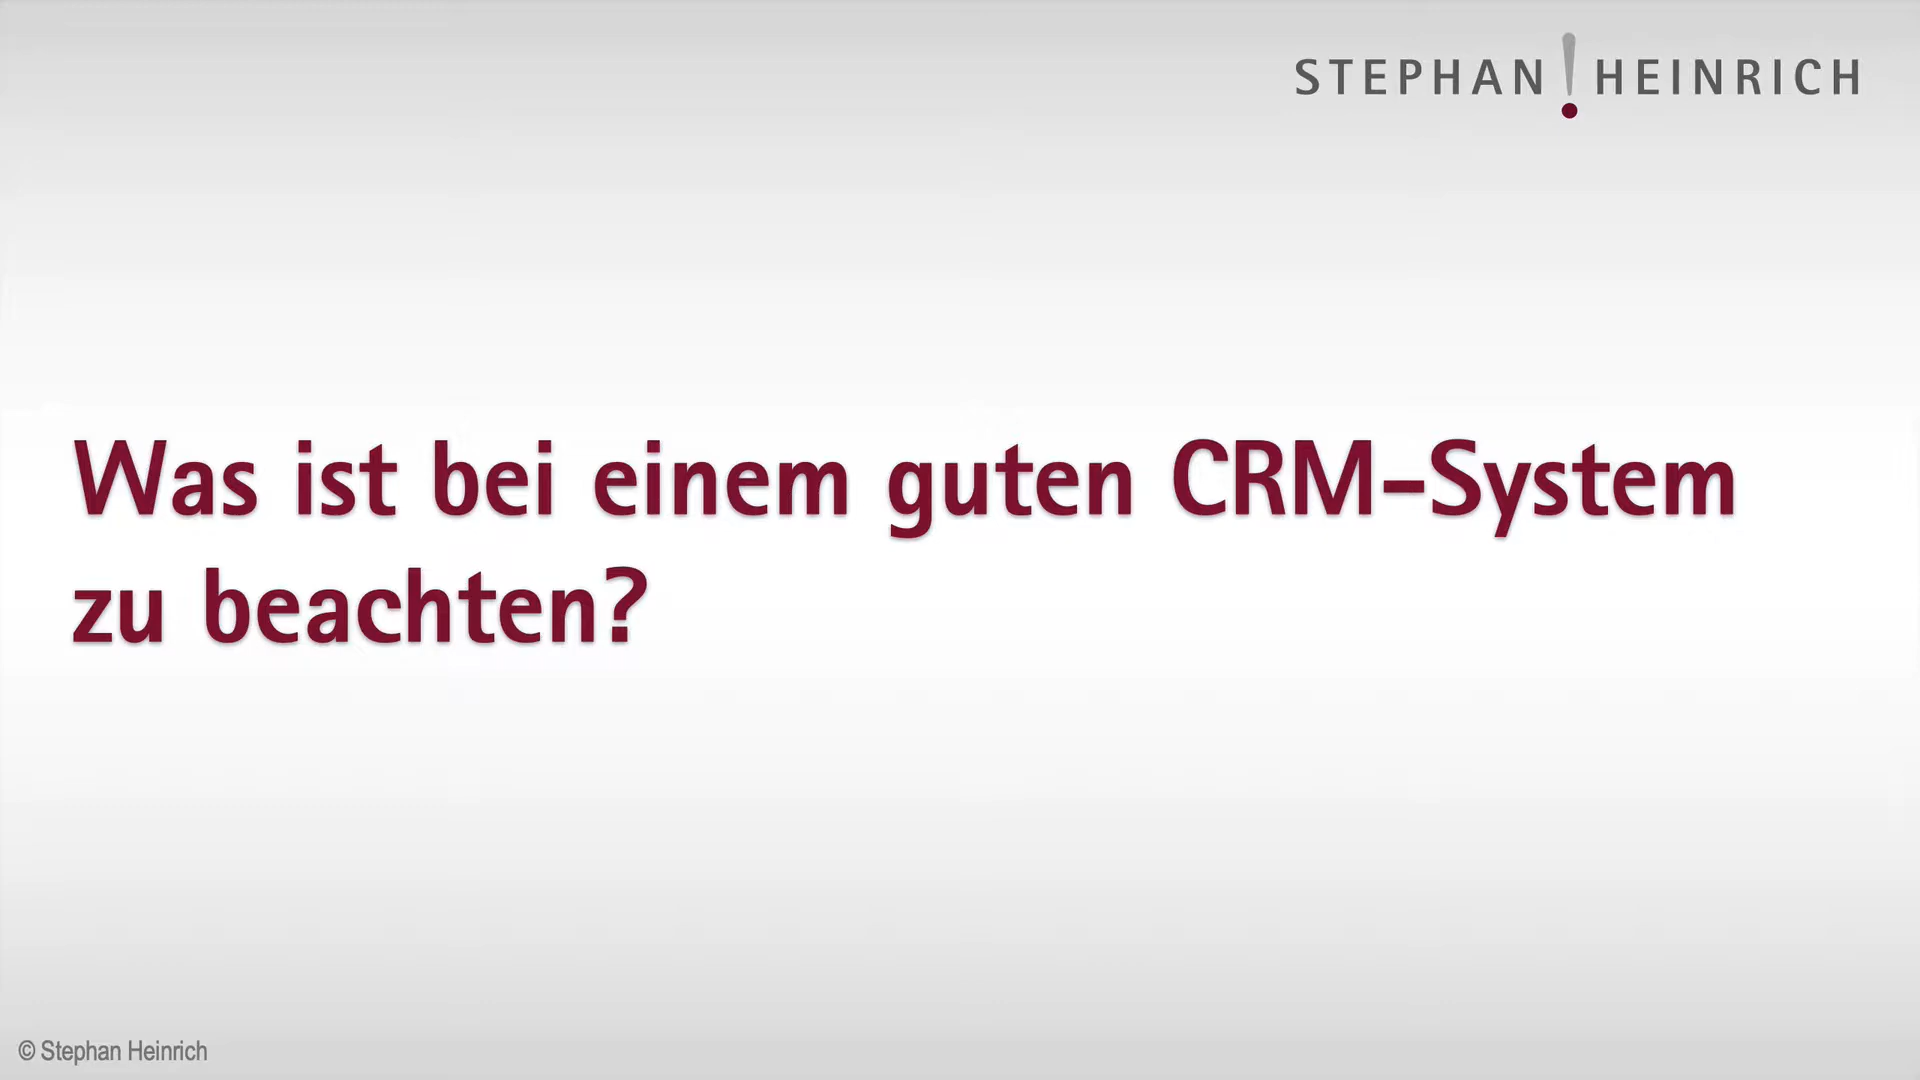 STEPHAN!HEINRICH
Was ist bei einem guten CRM-System
zu beachten?
© Stephan Heinrich